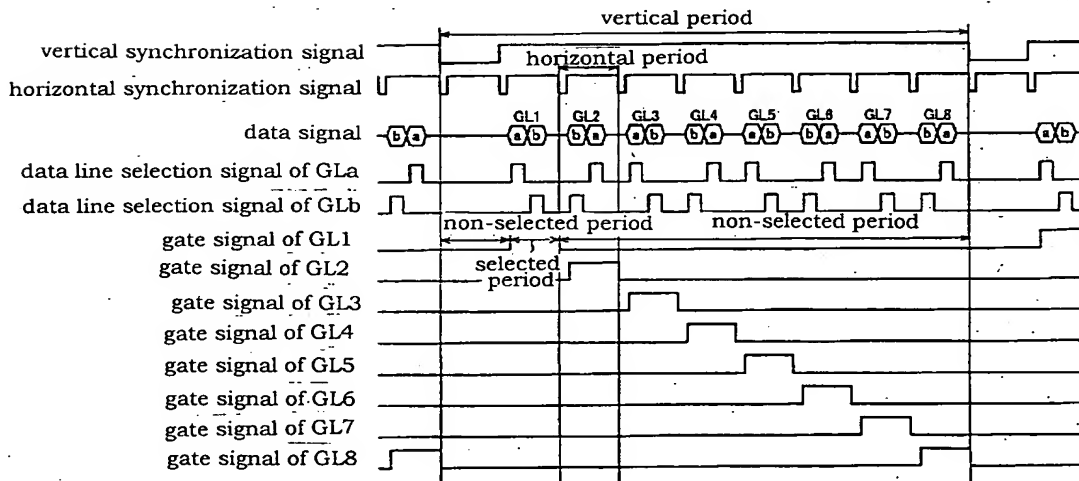 vertical period
vertical synchronization signal
horizontal period
horizontal synchronization signal
GL1 GL2 GL3 GL4 GL5 GL6 GL7 GL8
data signal b a a b b a a b b a a b b a a b b a a b
data line selection signal of GLa
data line selection signal of GLb
non-selected period non-selected period
gate signal of GL1
selected
period
gate signal of GL2
gate signal of GL3
gate signal of GL4
gate signal of GL5
gate signal of GL6
gate signal of GL7
gate signal of GL8